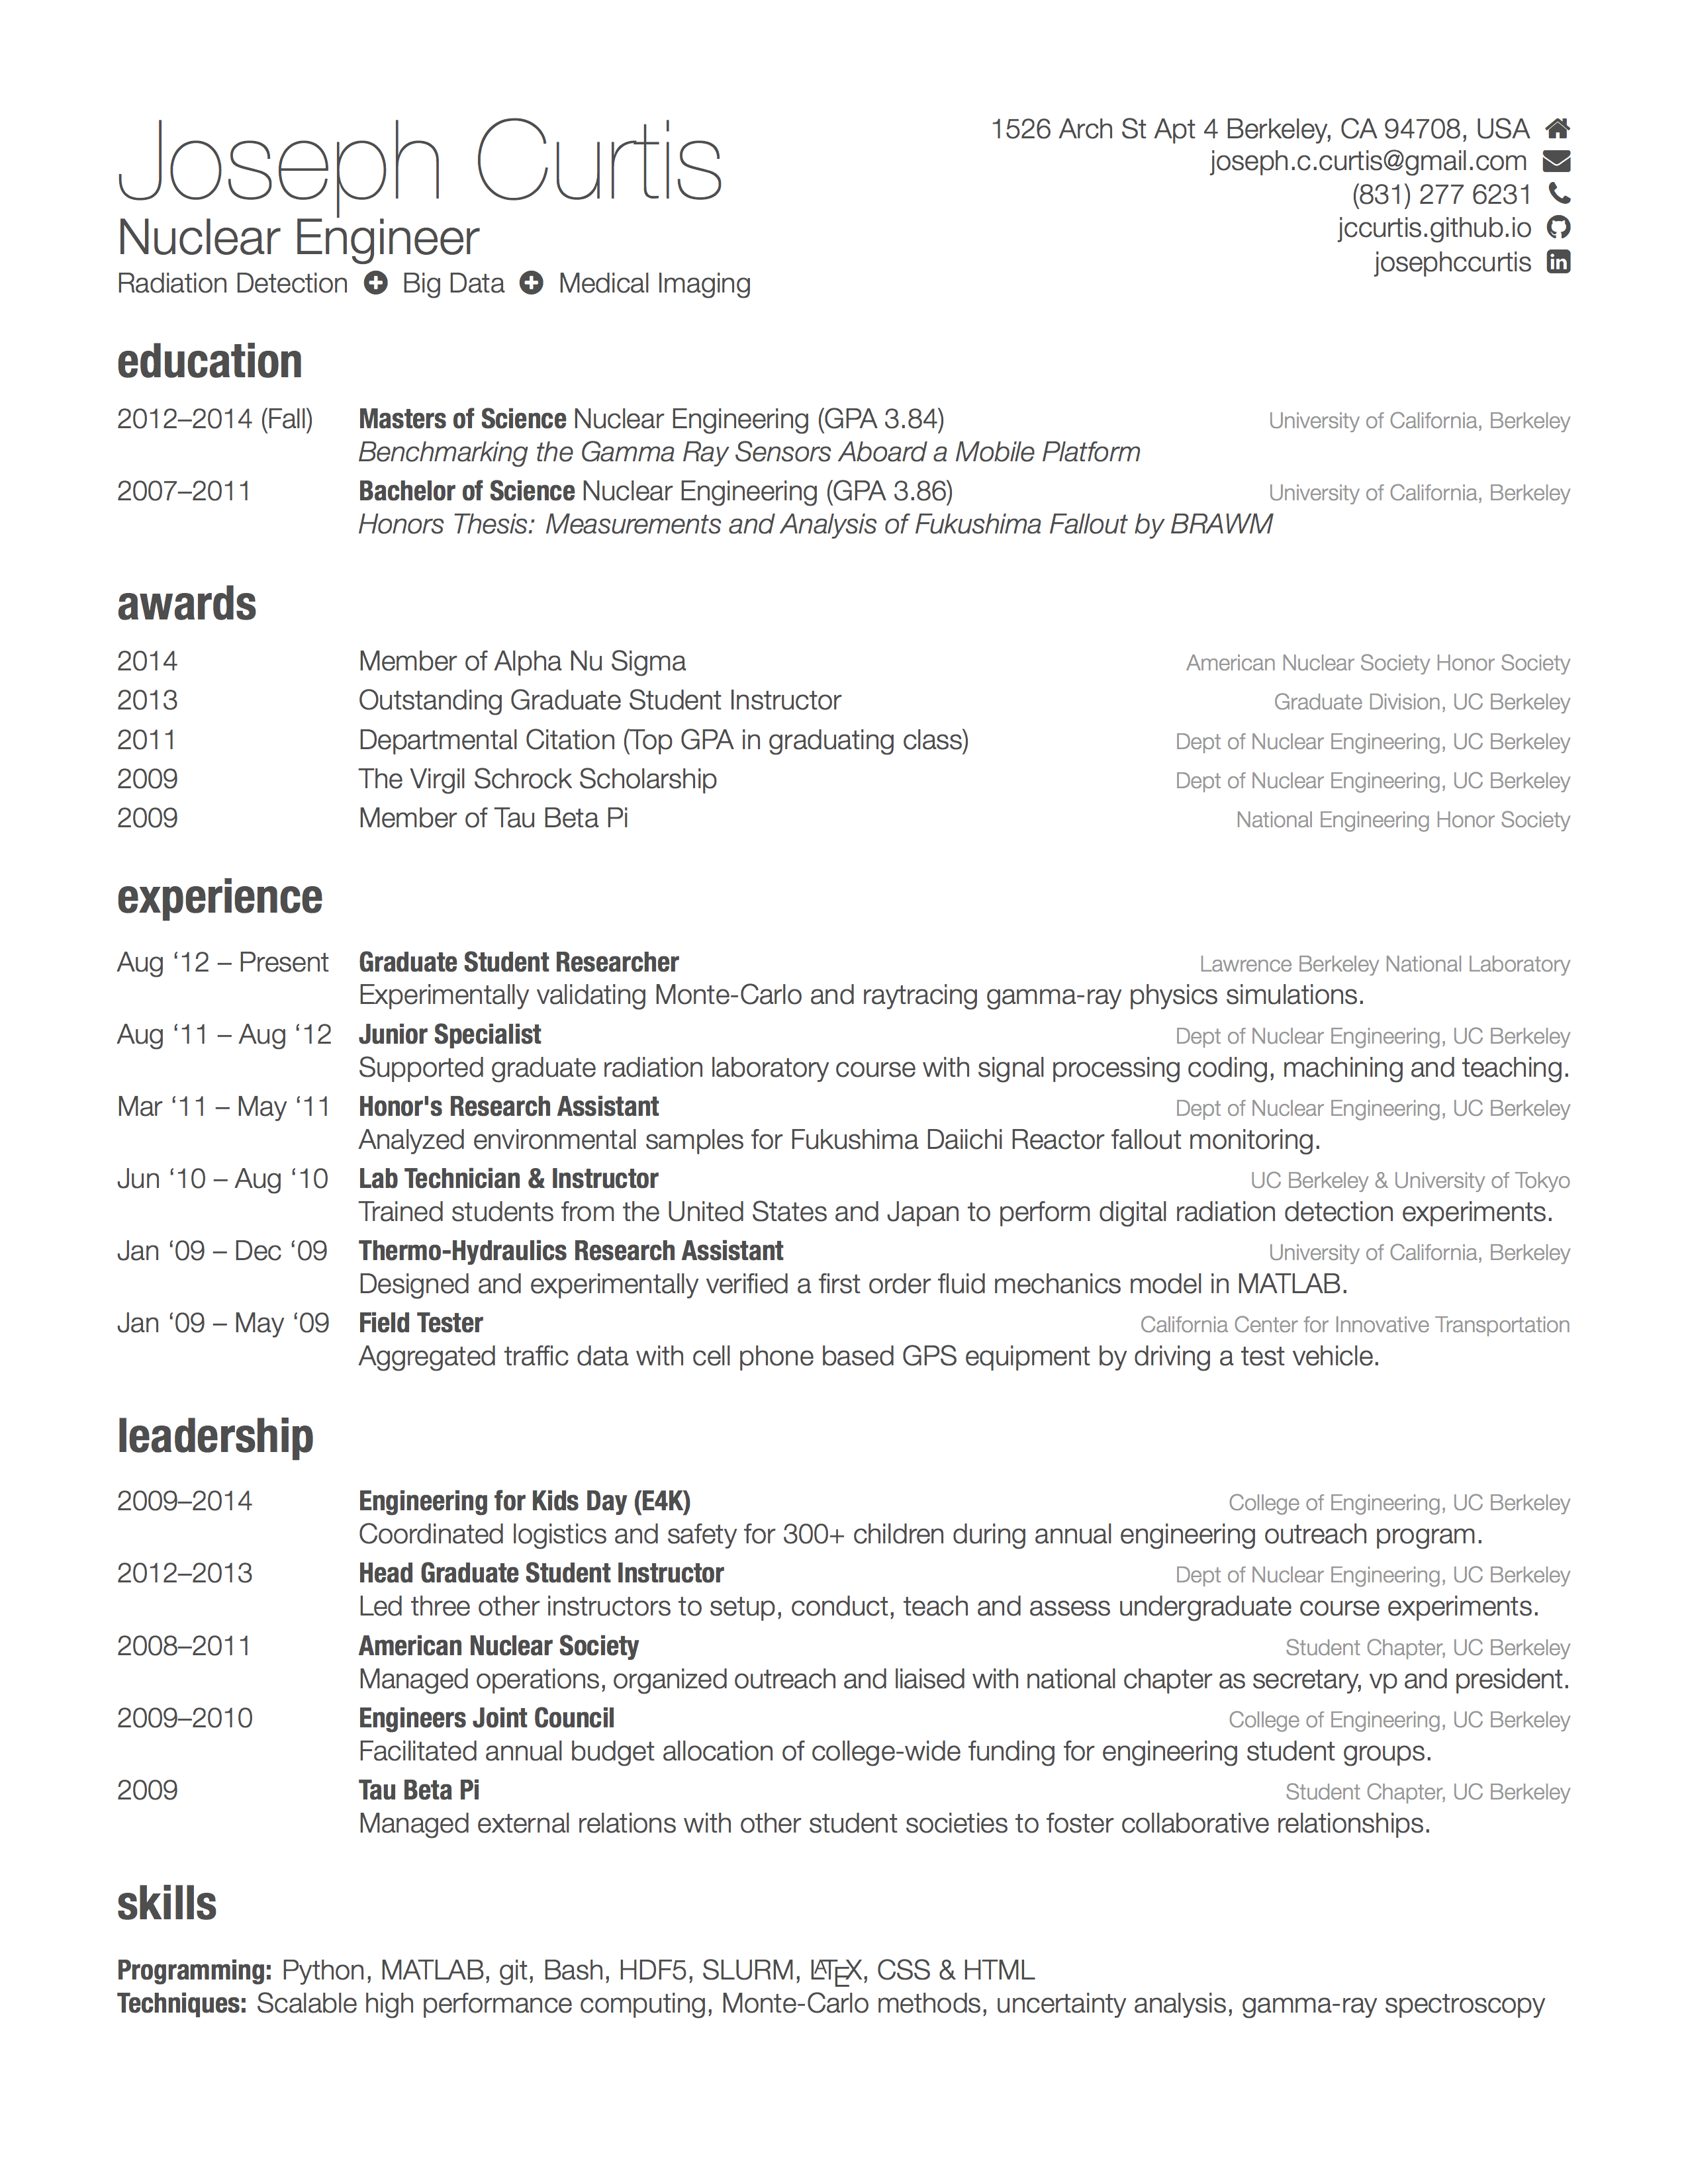 Joseph Curtis
Nuclear Engineer
Radiation Detection + Big Data + Medical Imaging
1526 Arch St Apt 4 Berkeley, CA 94708, USA
joseph.c.curtis@gmail.com
(831) 277 6231
jccurtis.github.io
josephccurtis in
education
2012–2014 (Fall) Masters of Science Nuclear Engineering (GPA 3.84) University of California, Berkeley
Benchmarking the Gamma Ray Sensors Aboard a Mobile Platform
2007–2011 Bachelor of Science Nuclear Engineering (GPA 3.86) University of California, Berkeley
Honors Thesis: Measurements and Analysis of Fukushima Fallout by BRAWM
awards
2014 Member of Alpha Nu Sigma American Nuclear Society Honor Society
2013 Outstanding Graduate Student Instructor Graduate Division, UC Berkeley
2011 Departmental Citation (Top GPA in graduating class) Dept of Nuclear Engineering, UC Berkeley
2009 The Virgil Schrock Scholarship Dept of Nuclear Engineering, UC Berkeley
2009 Member of Tau Beta Pi National Engineering Honor Society
experience
Aug ‘12 – Present Graduate Student Researcher Lawrence Berkeley National Laboratory
Experimentally validating Monte-Carlo and raytracing gamma-ray physics simulations.
Aug ‘11 – Aug ‘12 Junior Specialist Dept of Nuclear Engineering, UC Berkeley
Supported graduate radiation laboratory course with signal processing coding, machining and teaching.
Mar ‘11 – May ‘11 Honor's Research Assistant Dept of Nuclear Engineering, UC Berkeley
Analyzed environmental samples for Fukushima Daiichi Reactor fallout monitoring.
Jun ‘10 – Aug ‘10 Lab Technician & Instructor UC Berkeley & University of Tokyo
Trained students from the United States and Japan to perform digital radiation detection experiments.
Jan ‘09 – Dec ‘09 Thermo-Hydraulics Research Assistant University of California, Berkeley
Designed and experimentally verified a first order fluid mechanics model in MATLAB.
Jan ‘09 – May ‘09 Field Tester California Center for Innovative Transportation
Aggregated traffic data with cell phone based GPS equipment by driving a test vehicle.
leadership
2009–2014 Engineering for Kids Day (E4K) College of Engineering, UC Berkeley
Coordinated logistics and safety for 300+ children during annual engineering outreach program.
2012–2013 Head Graduate Student Instructor Dept of Nuclear Engineering, UC Berkeley
Led three other instructors to setup, conduct, teach and assess undergraduate course experiments.
2008–2011 American Nuclear Society Student Chapter, UC Berkeley
Managed operations, organized outreach and liaised with national chapter as secretary, vp and president.
2009–2010 Engineers Joint Council College of Engineering, UC Berkeley
Facilitated annual budget allocation of college-wide funding for engineering student groups.
2009 Tau Beta Pi Student Chapter, UC Berkeley
Managed external relations with other student societies to foster collaborative relationships.
skills
Programming: Python, MATLAB, git, Bash, HDF5, SLURM, LATEX, CSS & HTML
Techniques: Scalable high performance computing, Monte-Carlo methods, uncertainty analysis, gamma-ray spectroscopy